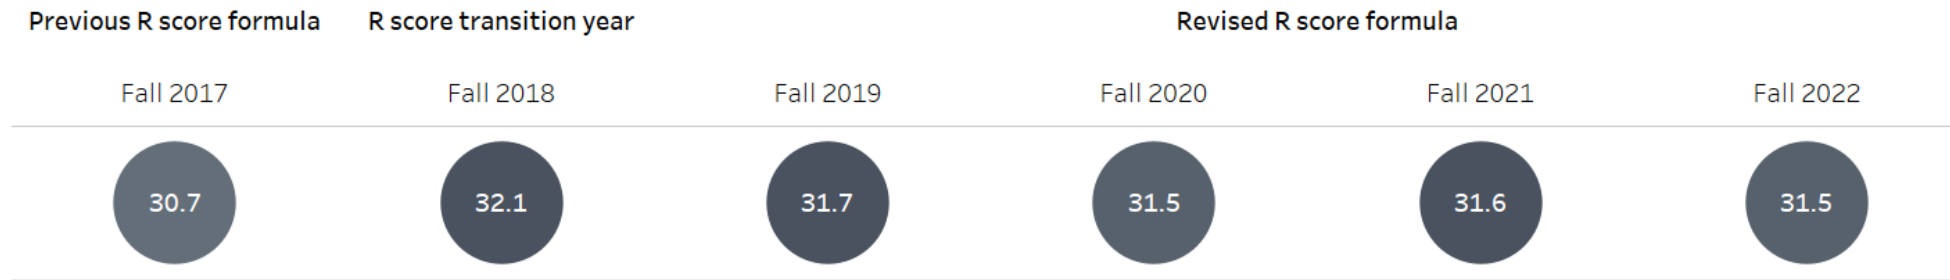 Previous R score formula R score transition year Revised R score formula
Fall 2017 Fall 2018 Fall 2019 Fall 2020 Fall 2021 Fall 2022
30.7 32.1 31.7 31.5 31.6 31.5